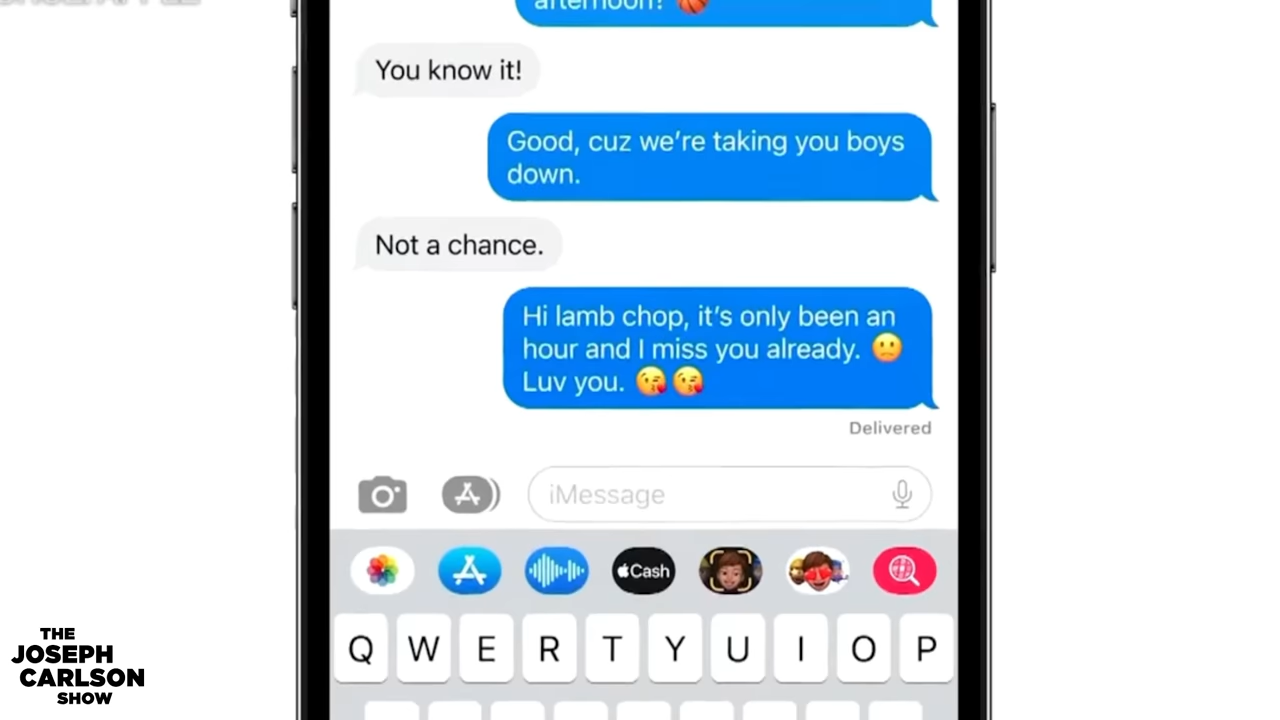 afternoon?
You know it!
Good, cuz we're taking you boys
down.
Not a chance.
Hi lamb chop, it's only been an
hour and I miss you already. 🙁
Luv you. 😘😘
Delivered
iMessage
Cash
Q W E R T Y U I O P
THE
JOSEPH
CARLSON
SHOW